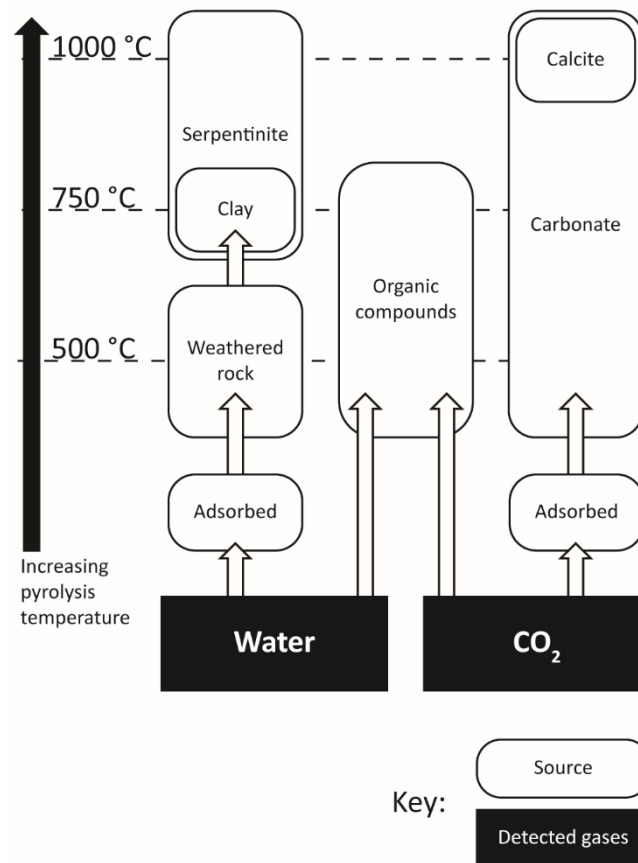 1000 °C
Calcite
Serpentinite
Clay
750 °C
Carbonate
Organic
compounds
500 °C
Weathered
rock
Adsorbed
Adsorbed
Increasing
pyrolysis
temperature
Water
CO₂
Key:
Source
Detected gases